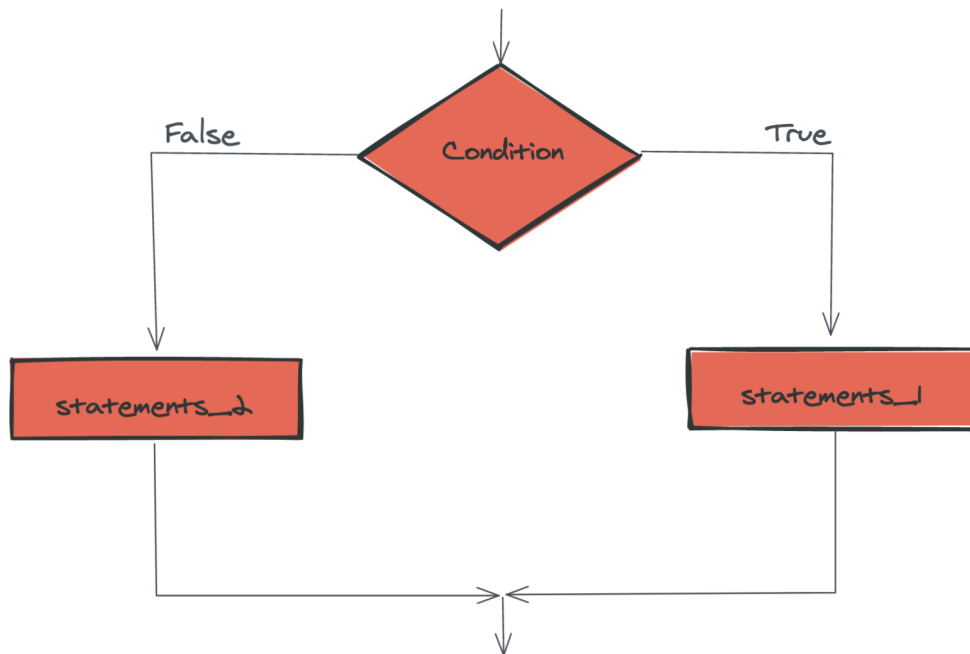 False
True
Condition
statements_2
statements_1